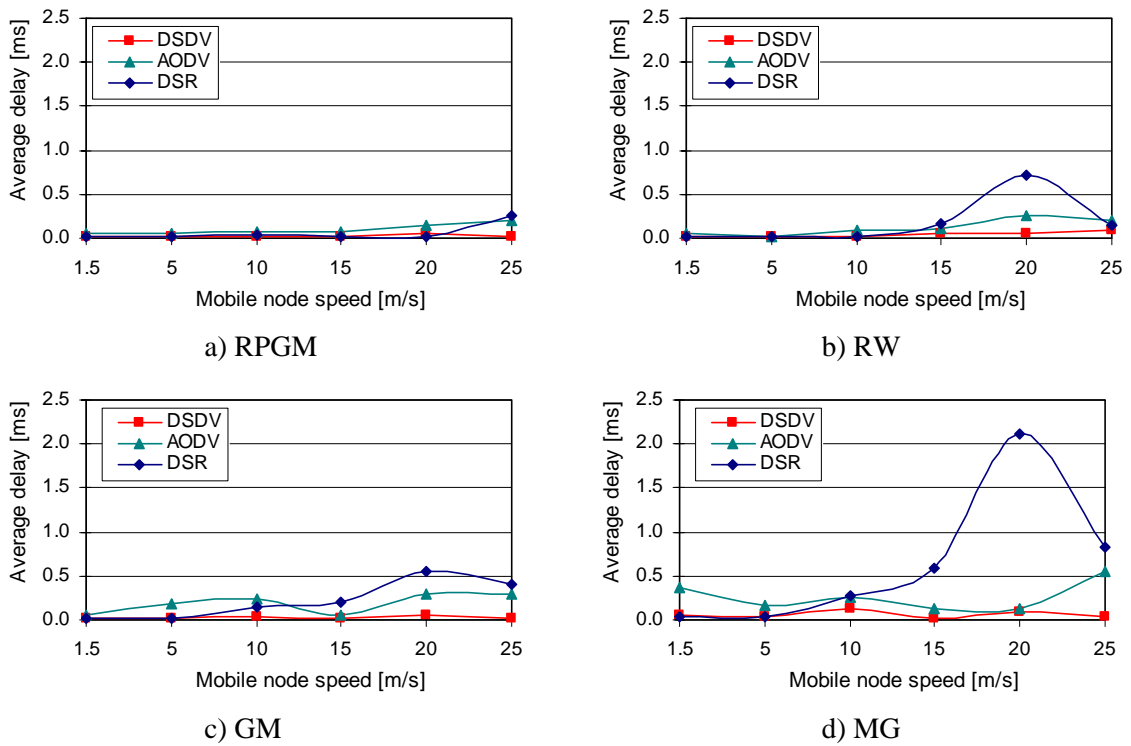 2.5
2.0
1.5
1.0
0.5
0.0
Average delay [ms]
DSDV
AODV
DSR
1.5 5 10 15 20 25
Mobile node speed [m/s]
a) RPGM
2.5
2.0
1.5
1.0
0.5
0.0
Average delay [ms]
DSDV
AODV
DSR
1.5 5 10 15 20 25
Mobile node speed [m/s]
b) RW
2.5
2.0
1.5
1.0
0.5
0.0
Average delay [ms]
DSDV
AODV
DSR
1.5 5 10 15 20 25
Mobile node speed [m/s]
c) GM
2.5
2.0
1.5
1.0
0.5
0.0
Average delay [ms]
DSDV
AODV
DSR
1.5 5 10 15 20 25
Mobile node speed [m/s]
d) MG